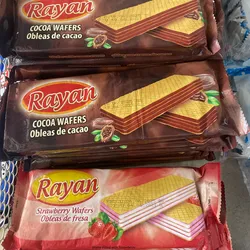 Rayan
COCOA WAFERS
Obleas de cacao
Rayan
COCOA WAFERS
Obleas de cacao
Rayan
Strawberry Wafers
Obleas de fresa